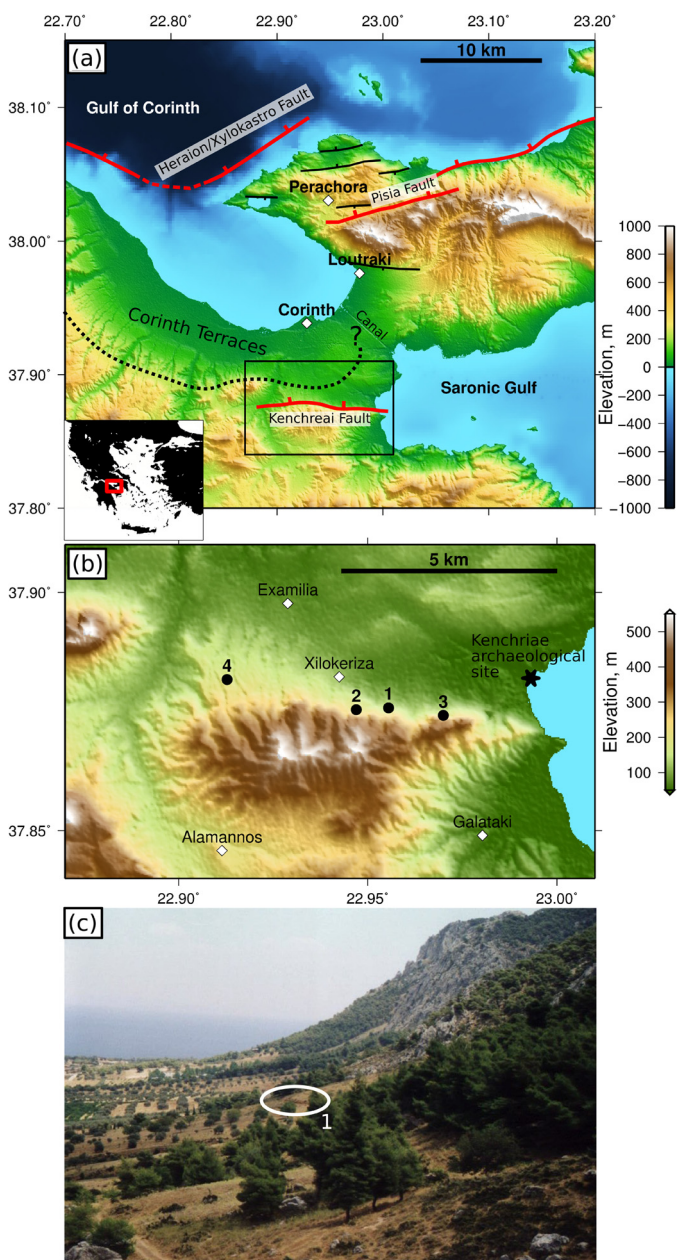 22.70˚ 22.80˚ 22.90˚ 23.00˚ 23.10˚ 23.20˚
(a)
10 km
38.10˚
Gulf of Corinth
Heraion/Xylokastro Fault
Perachora
Pisia Fault
38.00˚
Loutraki
Corinth
Canal
Corinth Terraces
?
37.90˚
Saronic Gulf
Kenchreai Fault
37.80˚
1000
800
600
400
200
0
−200
−400
−600
−800
−1000
Elevation, m
(b)
5 km
37.90˚
Examilia
Kenchriae
archaeological
site
Xilokeriza
4
2
1
3
37.85˚
Alamannos
Galataki
22.90˚ 22.95˚ 23.00˚
500
400
300
200
100
Elevation, m
(c)
1